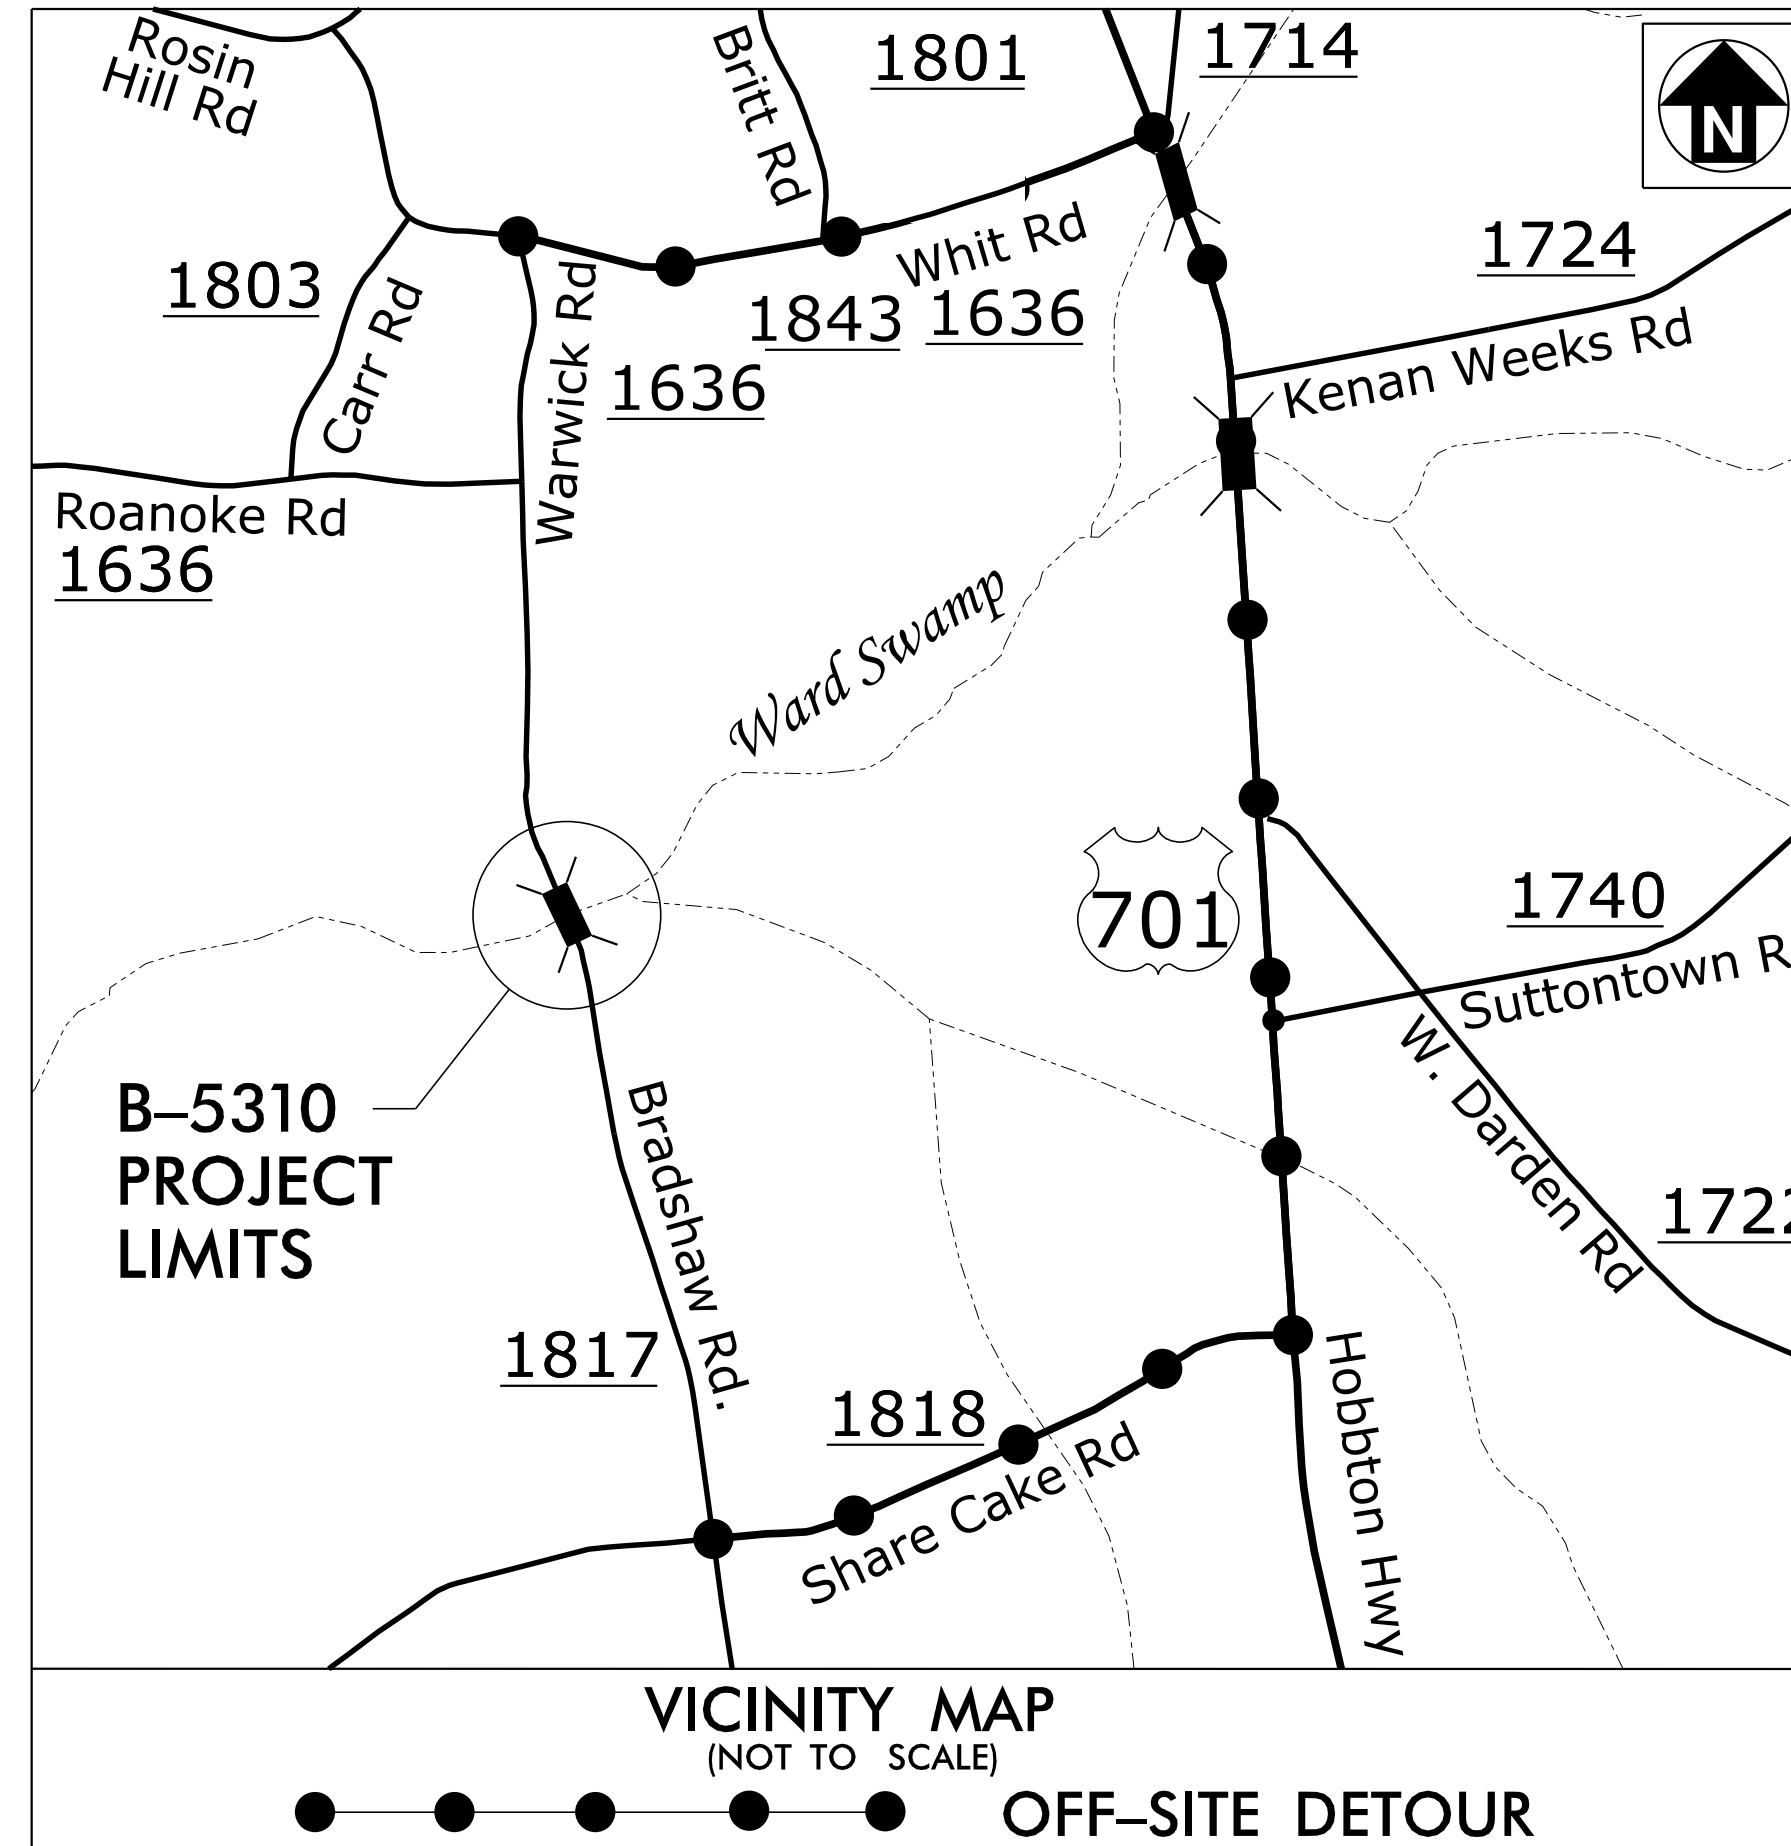 Rosin
Hill Rd
Britt Rd
1801
1714
N
1803
Carr Rd
Warwick Rd
Whit Rd
1843
1636
1636
1724
Kenan Weeks Rd
Roanoke Rd
1636
Ward Swamp
701
1740
Suttontown R
W. Darden Rd
1722
B–5310
PROJECT
LIMITS
Bradshaw Rd.
1817
1818
Share Cake Rd
Hobbton Hwy
VICINITY MAP
(NOT TO SCALE)
OFF–SITE DETOUR